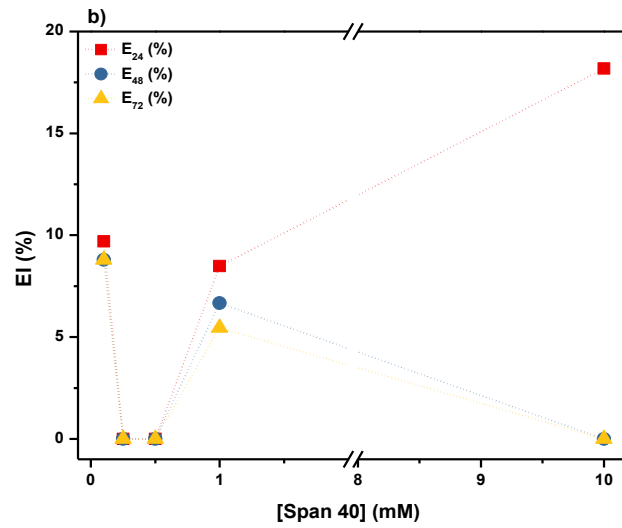 b)
E24 (%)
E48 (%)
E72 (%)
20
15
10
5
0
EI (%)
0 1 8 9 10
[Span 40] (mM)